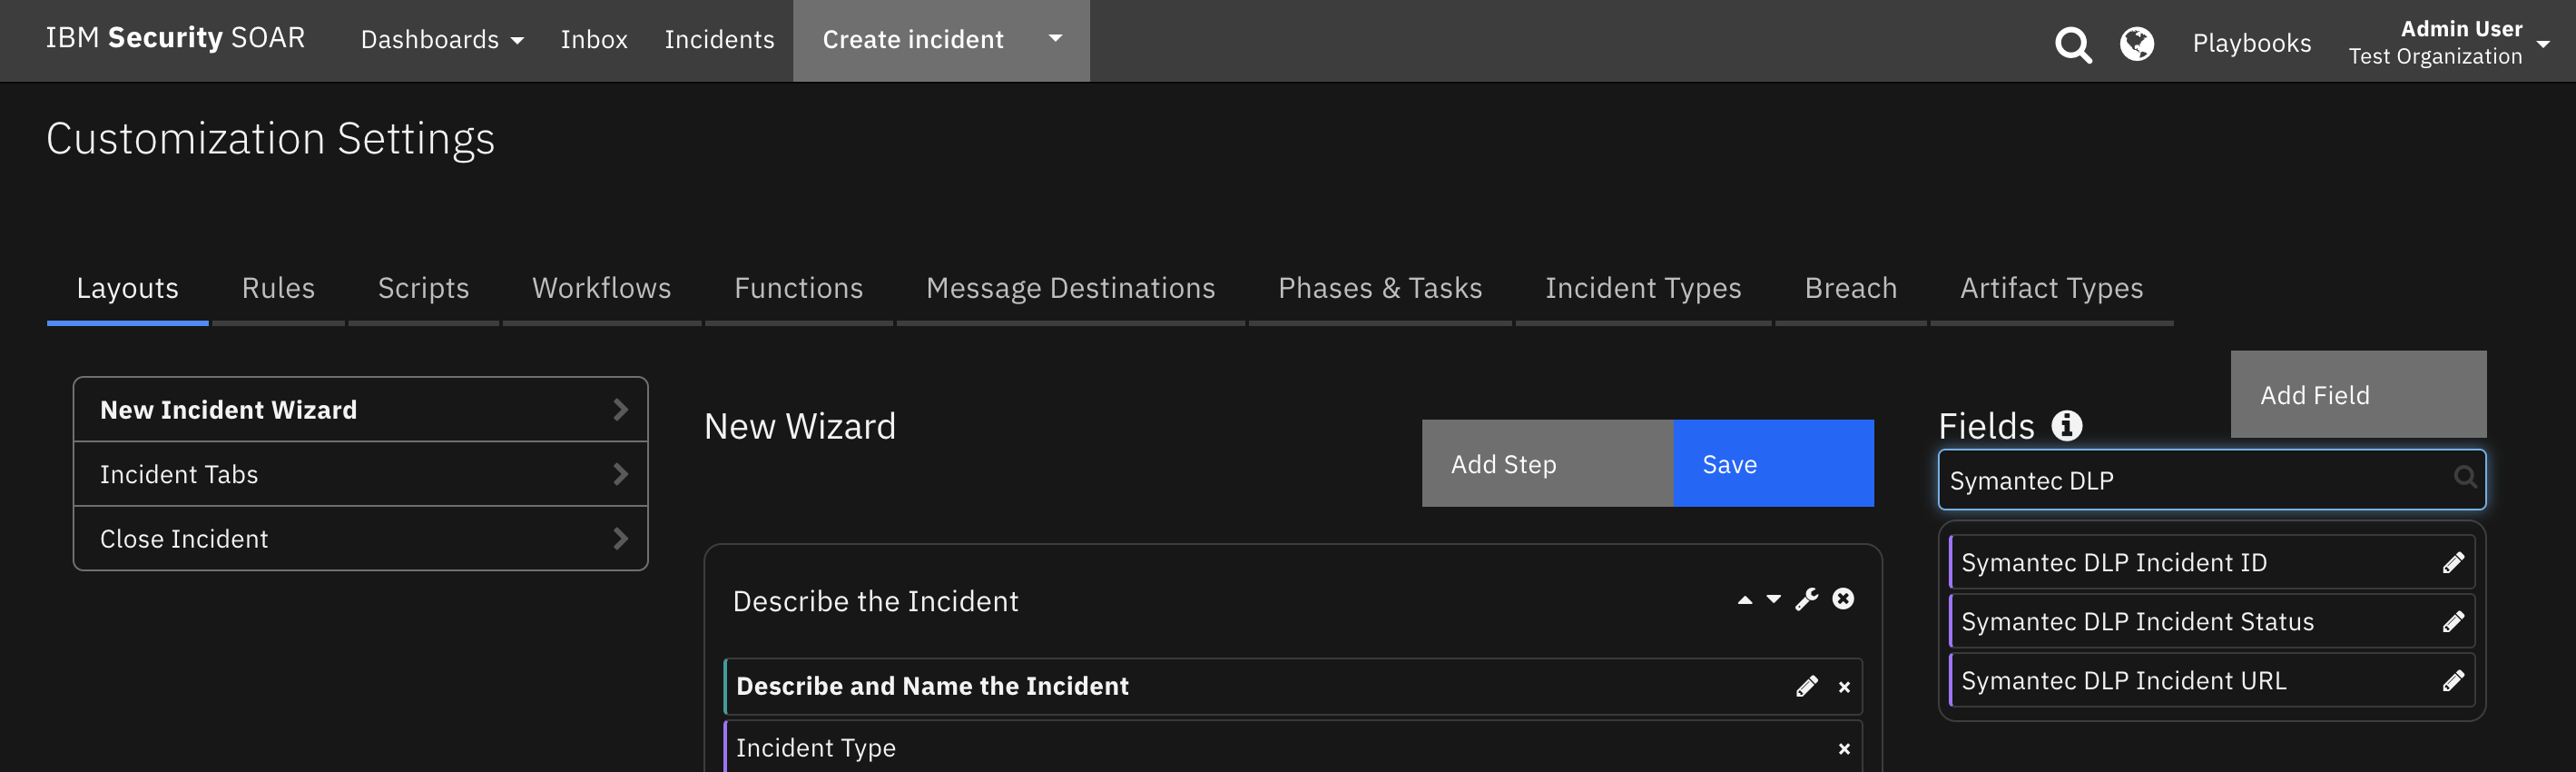 IBM Security SOAR
Dashboards
Inbox
Incidents
Create incident
Playbooks
Admin User
Test Organization
Customization Settings
Layouts
Rules
Scripts
Workflows
Functions
Message Destinations
Phases & Tasks
Incident Types
Breach
Artifact Types
New Incident Wizard
Incident Tabs
Close Incident
New Wizard
Add Step
Save
Describe the Incident
Describe and Name the Incident
Incident Type
Fields
Add Field
Symantec DLP
Symantec DLP Incident ID
Symantec DLP Incident Status
Symantec DLP Incident URL